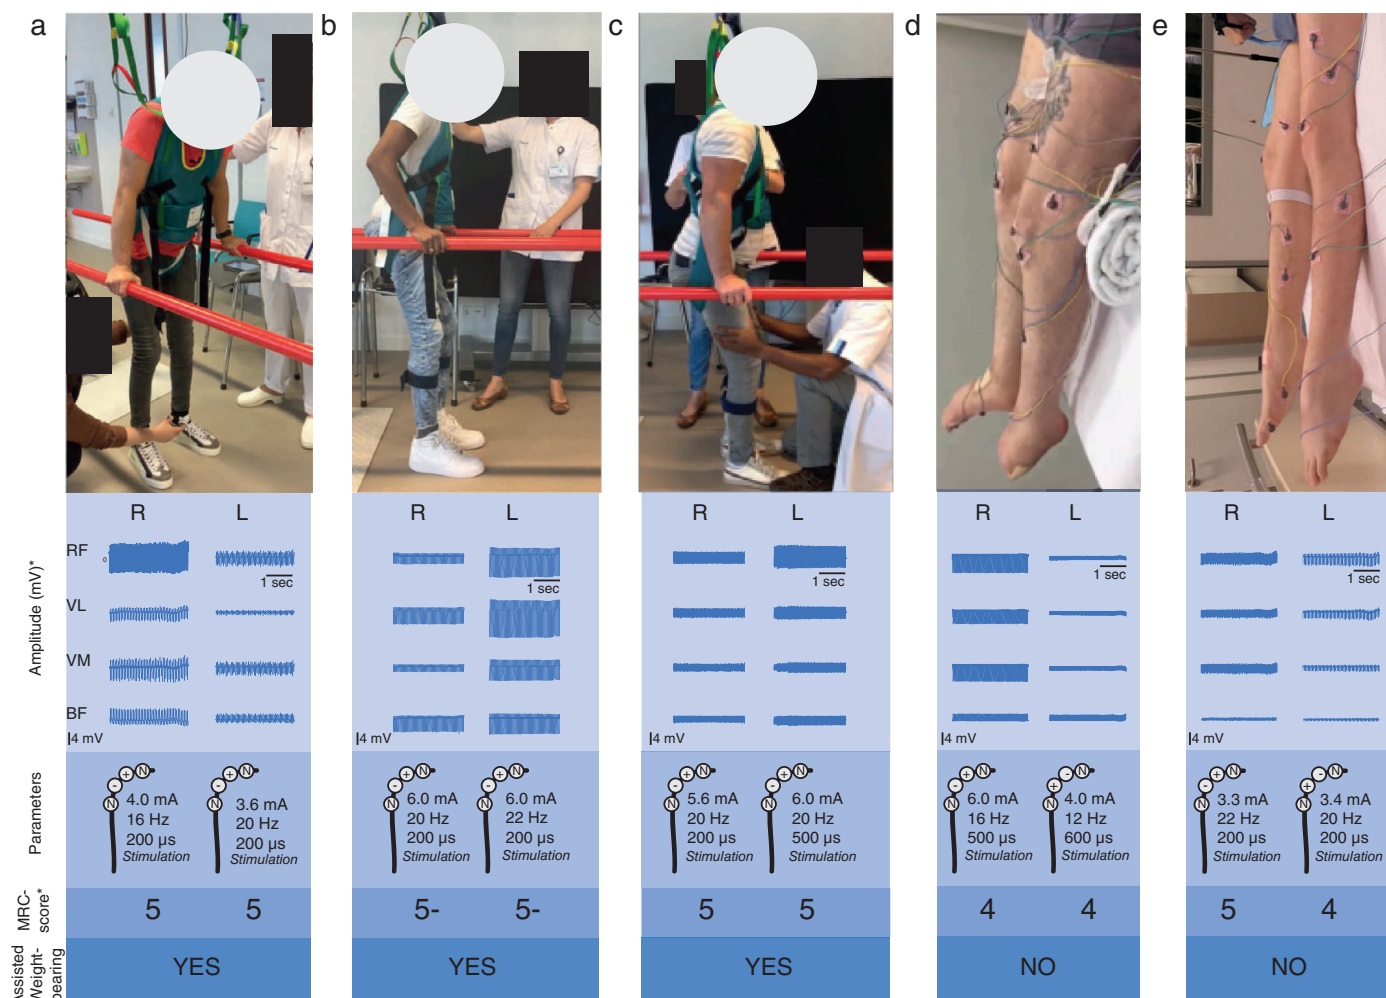 a b c d e
R L R L R L R L R L
Amplitude (mV)*
RF
0
1 sec 1 sec 1 sec 1 sec 1 sec
VL
VM
BF
4 mV 4 mV 4 mV 4 mV 4 mV
Parameters
N - + N N - + N N - + N N - + N N - + N N - + N N - + N N + - N N - + N N + - N
4.0 mA 3.6 mA 6.0 mA 6.0 mA 5.6 mA 6.0 mA 6.0 mA 4.0 mA 3.3 mA 3.4 mA
16 Hz 20 Hz 20 Hz 22 Hz 20 Hz 20 Hz 16 Hz 12 Hz 22 Hz 20 Hz
200 µs 200 µs 200 µs 200 µs 200 µs 500 µs 500 µs 600 µs 200 µs 200 µs
Stimulation Stimulation Stimulation Stimulation Stimulation Stimulation Stimulation Stimulation Stimulation Stimulation
MRC-
score*
5 5 5- 5- 5 5 4 4 5 4
Assisted
Weight-
bearing
YES YES YES NO NO